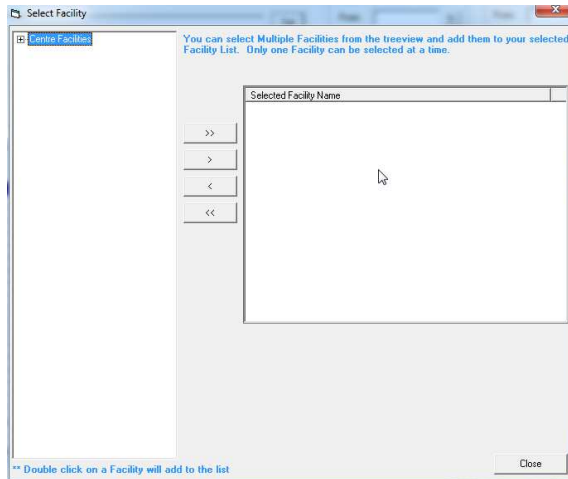 Select Facility
Centre Facilities
You can select Multiple Facilities from the treeview and add them to your selected
Facility List. Only one Facility can be selected at a time.
Selected Facility Name
>>
>
<
<<
Close
** Double click on a Facility will add to the list